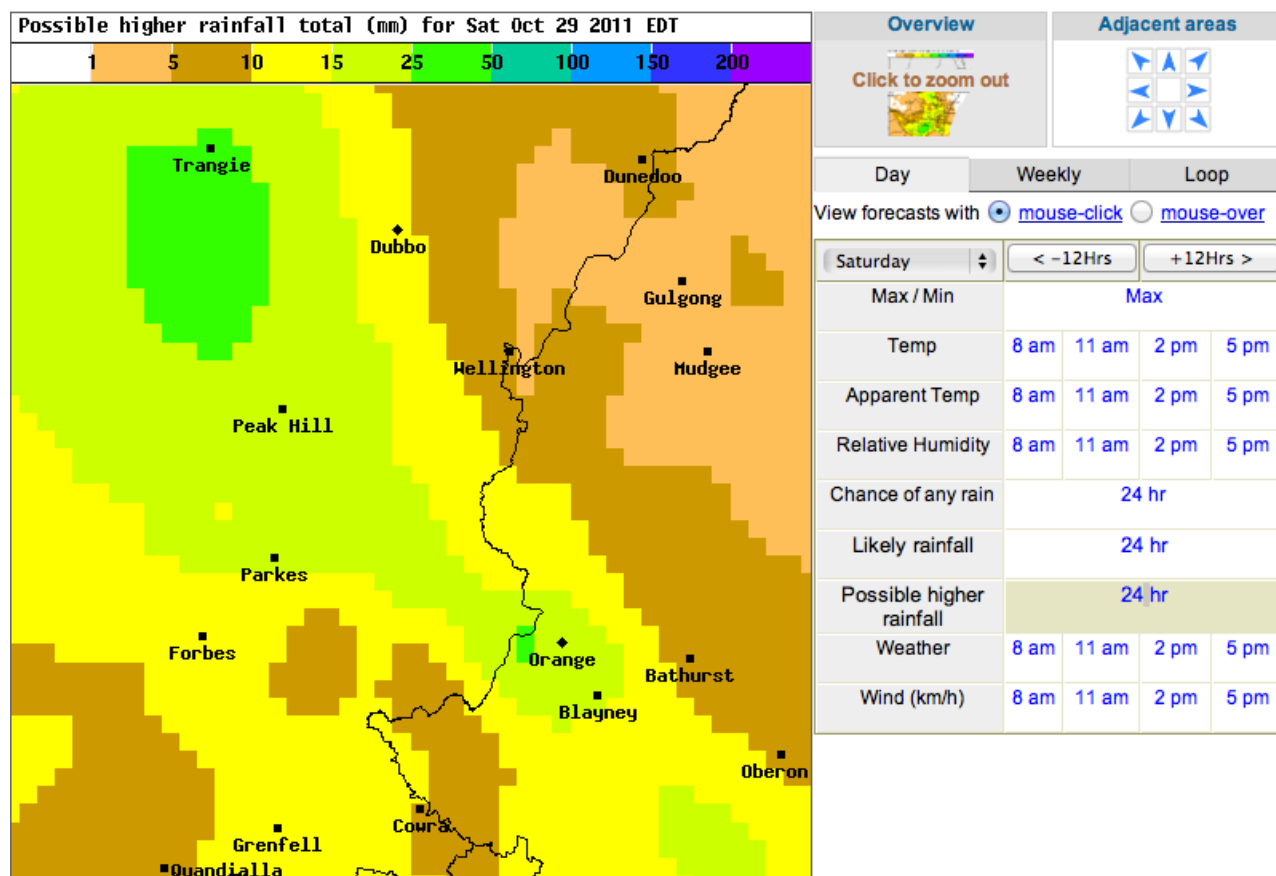 Possible higher rainfall total (mm) for Sat Oct 29 2011 EDT
1 5 10 15 25 50 100 150 200
Trangie
Dunedoo
Dubbo
Gulgong
Wellington
Mudgee
Peak Hill
Parkes
Forbes
Orange
Bathurst
Blayney
Oberon
Cowra
Grenfell
Quandialla
Overview
Click to zoom out
Adjacent areas
Day Weekly Loop
View forecasts with mouse-click mouse-over
Saturday < -12Hrs +12Hrs >
Max / Min Max
Temp 8 am 11 am 2 pm 5 pm
Apparent Temp 8 am 11 am 2 pm 5 pm
Relative Humidity 8 am 11 am 2 pm 5 pm
Chance of any rain 24 hr
Likely rainfall 24 hr
Possible higher 24 hr
rainfall
Weather 8 am 11 am 2 pm 5 pm
Wind (km/h) 8 am 11 am 2 pm 5 pm